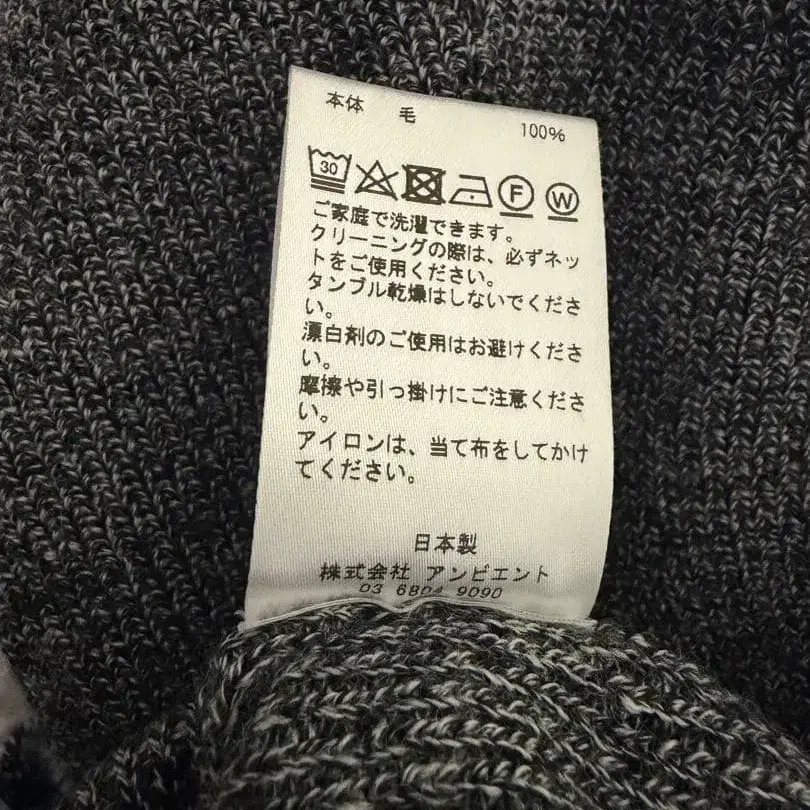 本体 毛 100%
30 F W
ご家庭で洗濯できます。
クリーニングの際は、必ずネッ
トをご使用ください。
タンブル乾燥はしないでくださ
い。
漂白剤のご使用はお避けくださ
い。
摩擦や引っ掛けにご注意くださ
い。
アイロンは、当て布をしてかけ
てください。
日本製
株式会社 アンビエント
03 6804 9090